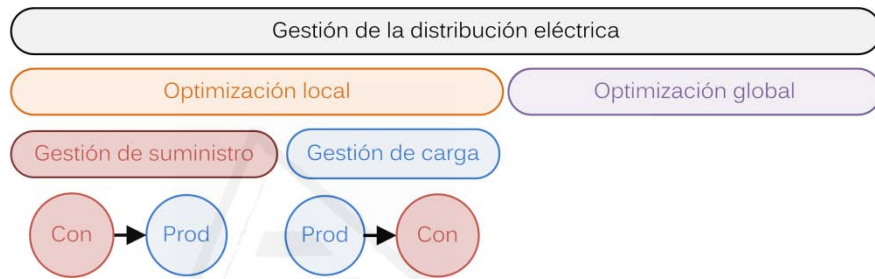 Gestión de la distribución eléctrica
Optimización local
Optimización global
Gestión de suministro
Gestión de carga
Con
Prod
Prod
Con